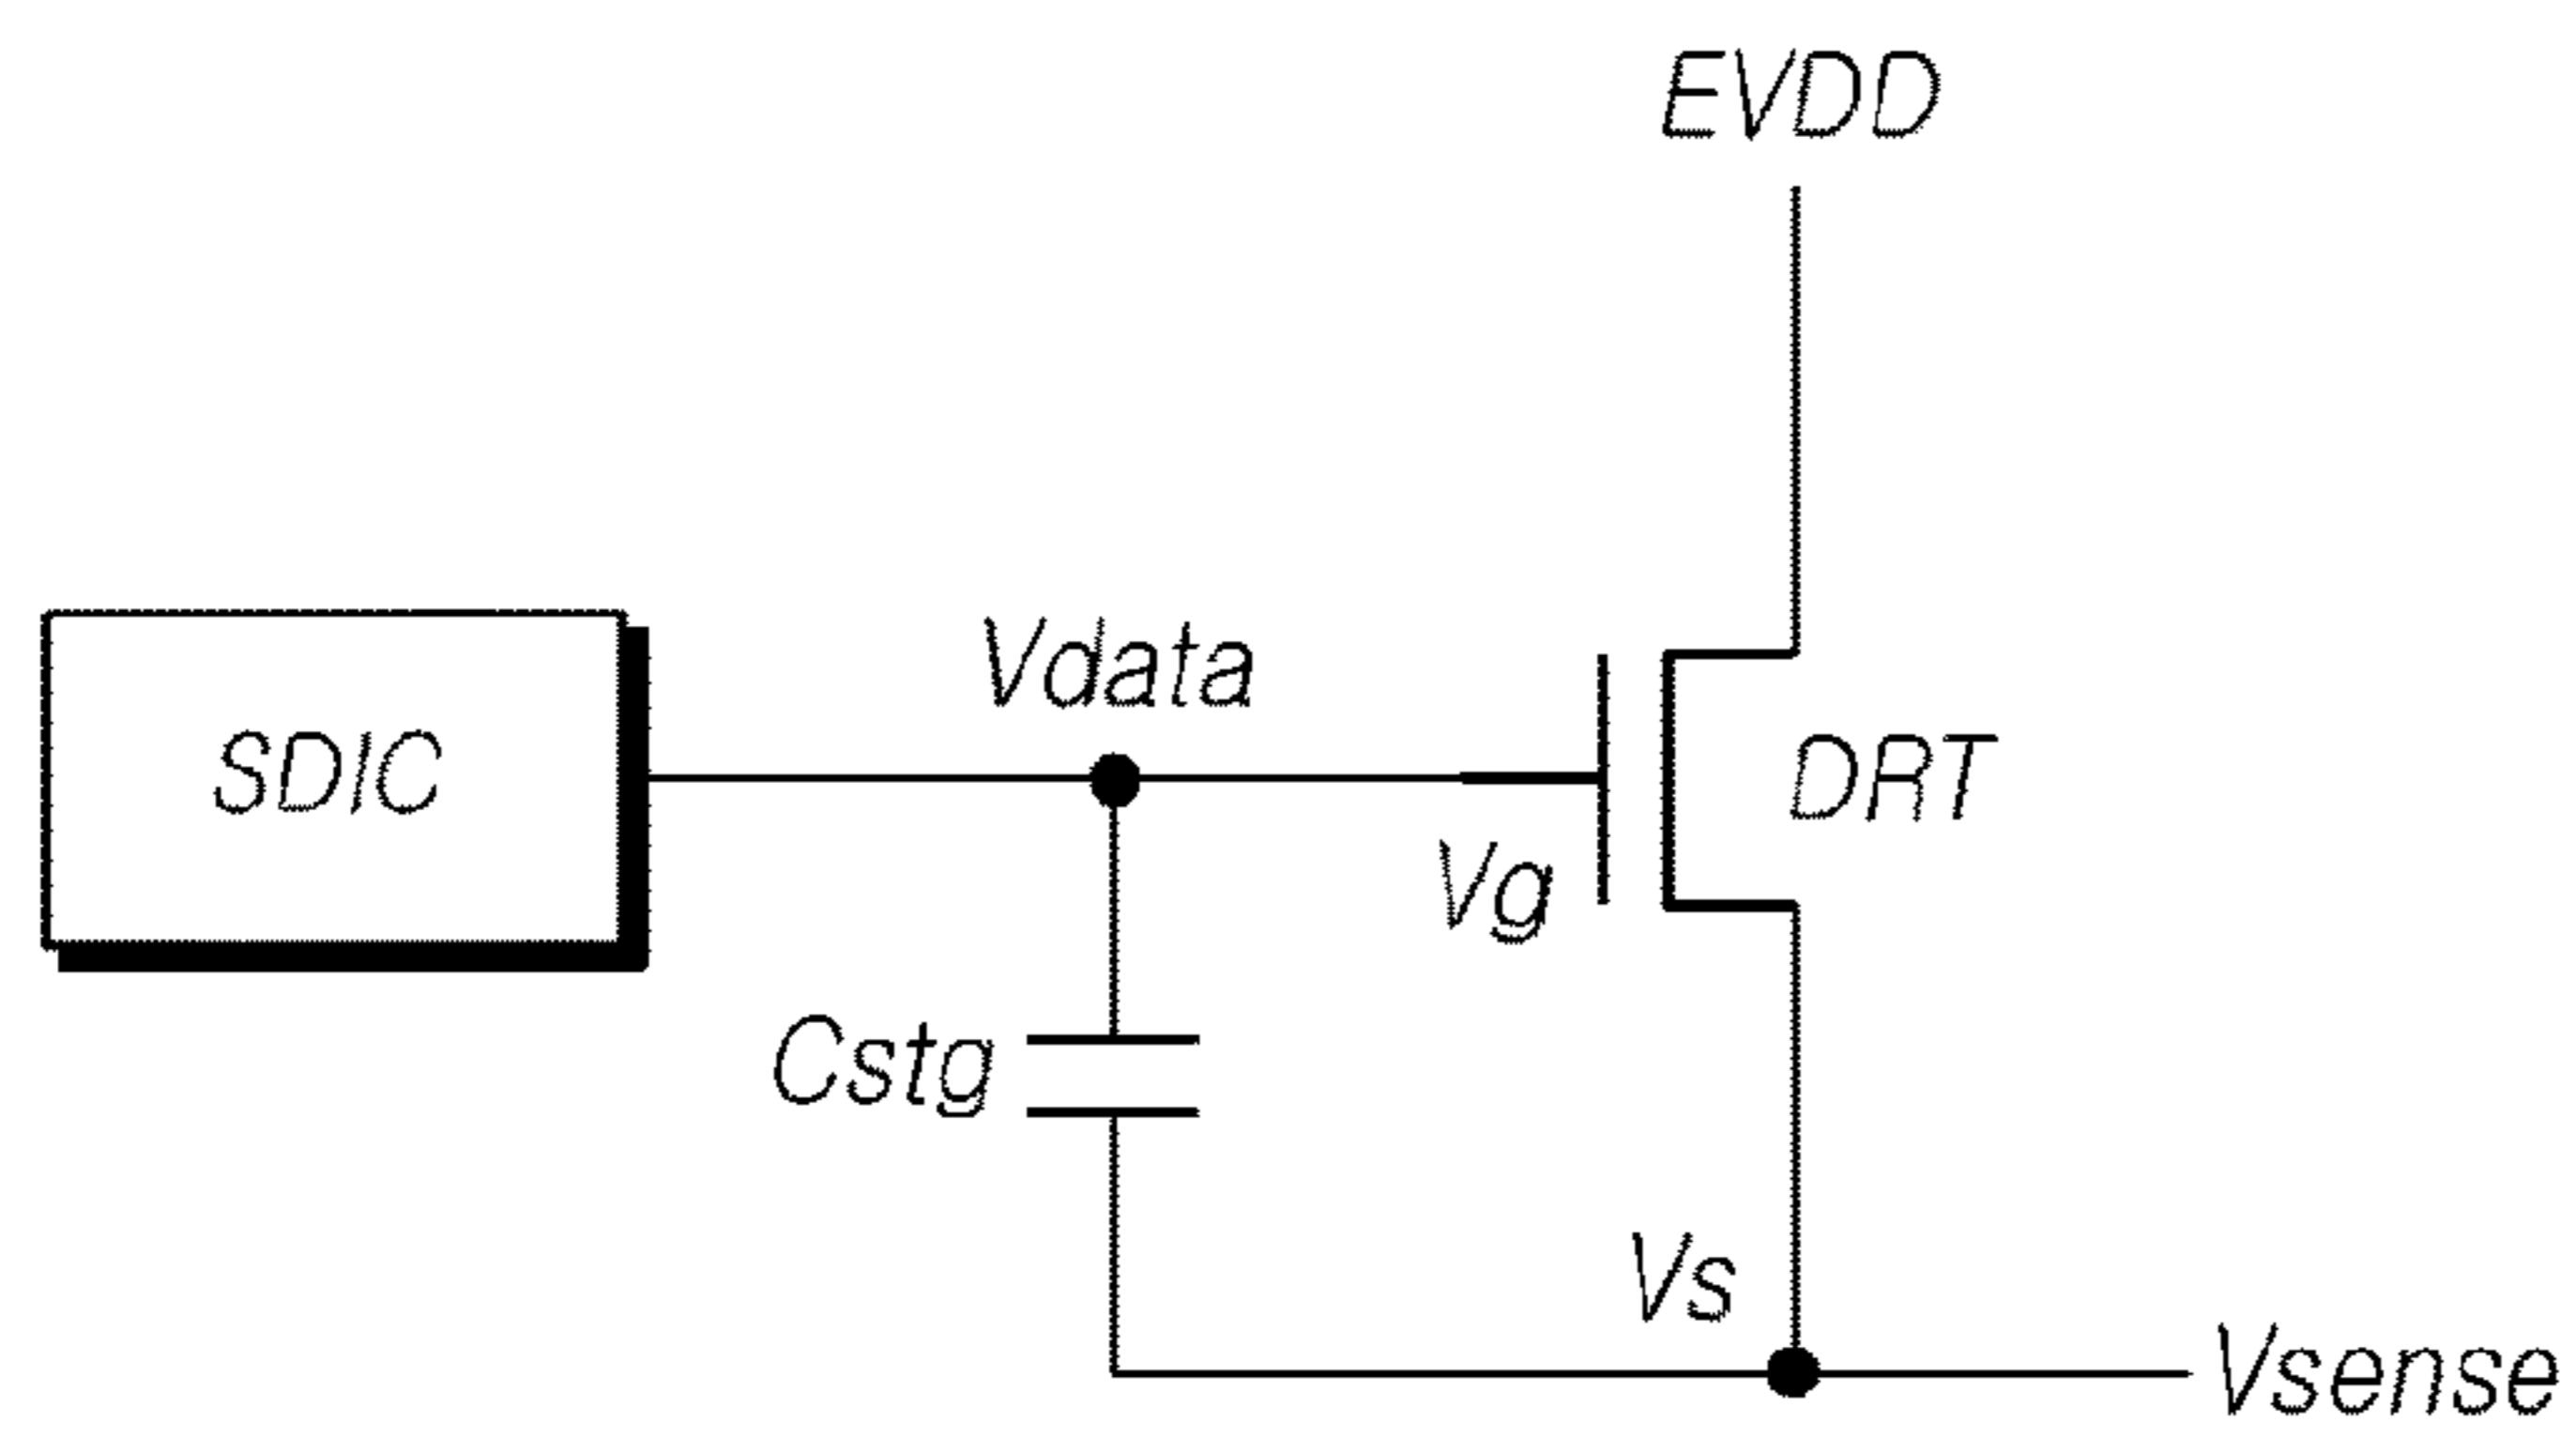 EVDD
Vdata
SDIC
DRT
Vg
Cstg
Vs
Vsense